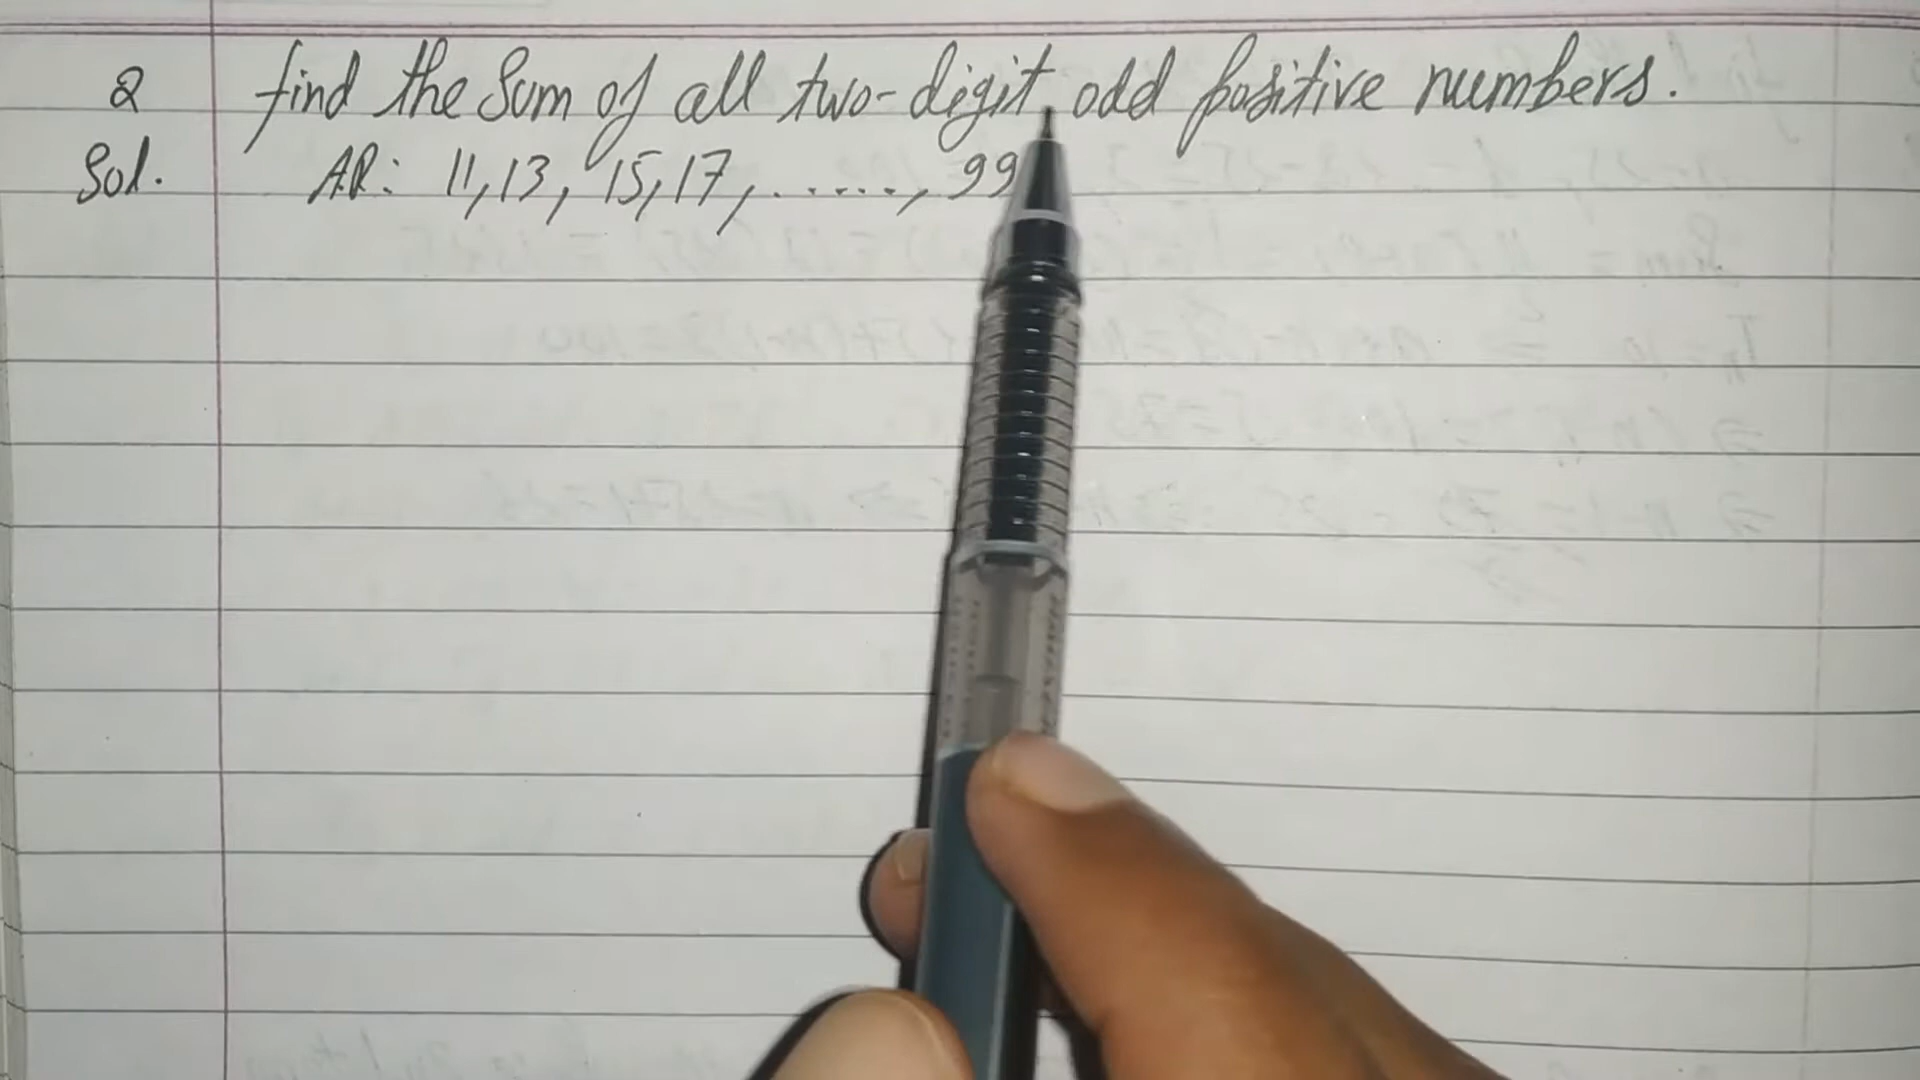 Q find the Sum of all two-digit odd positive numbers.
Sol. AP: 11, 13, 15, 17, ......, 99